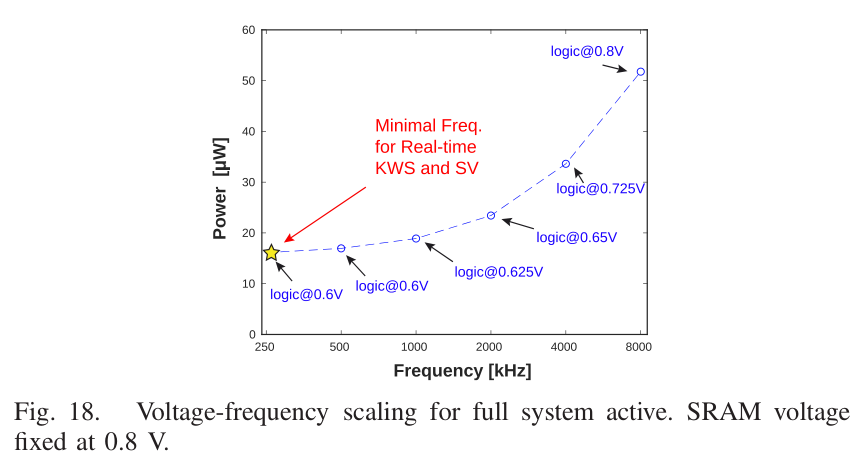 60
50
40
30
20
10
0
Power [µW]
logic@0.8V
Minimal Freq.
for Real-time
KWS and SV
logic@0.725V
logic@0.65V
logic@0.625V
logic@0.6V
logic@0.6V
250 500 1000 2000 4000 8000
Frequency [kHz]
Fig. 18. Voltage-frequency scaling for full system active. SRAM voltage
fixed at 0.8 V.